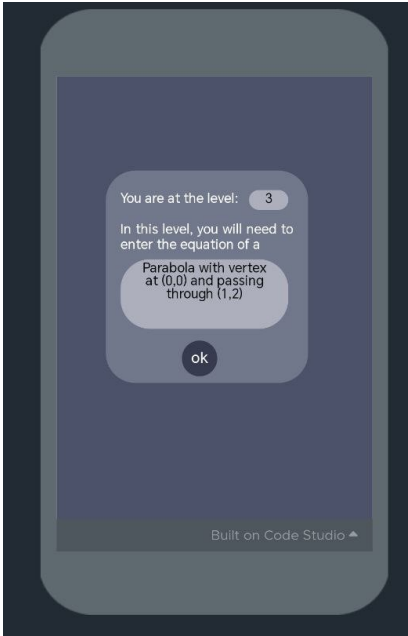 You are at the level: 3
In this level, you will need to
enter the equation of a
Parabola with vertex
at (0,0) and passing
through (1,2)
ok
Built on Code Studio